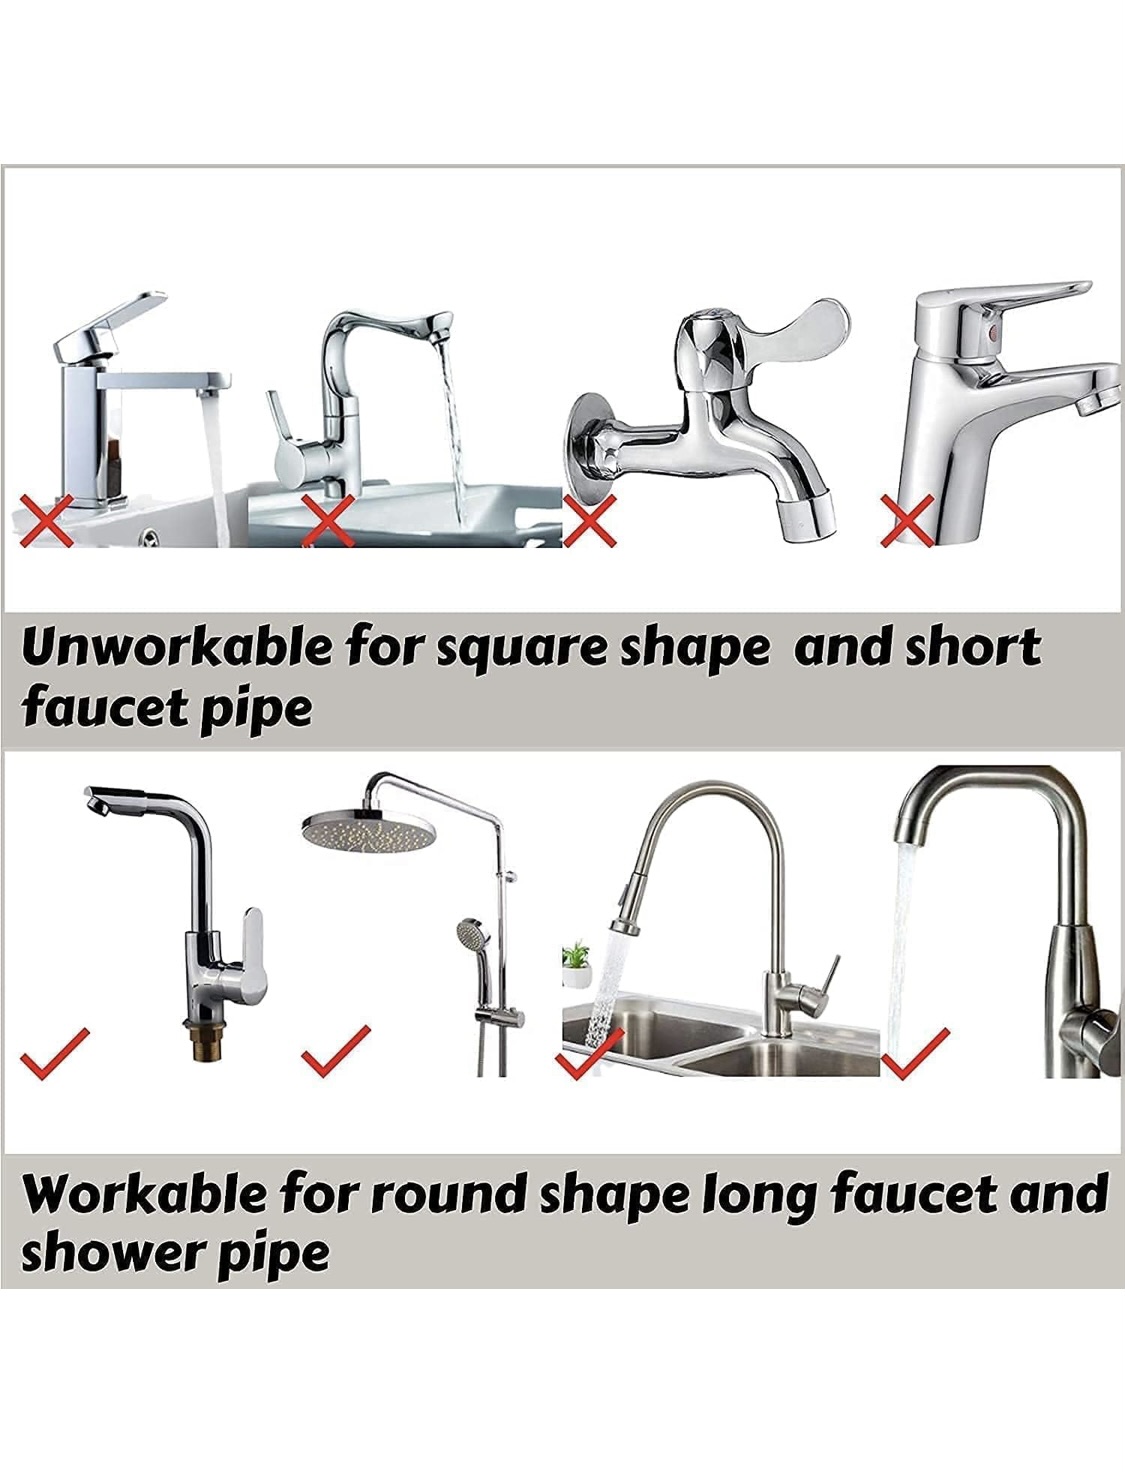 Unworkable for square shape and short
faucet pipe
Workable for round shape long faucet and
shower pipe